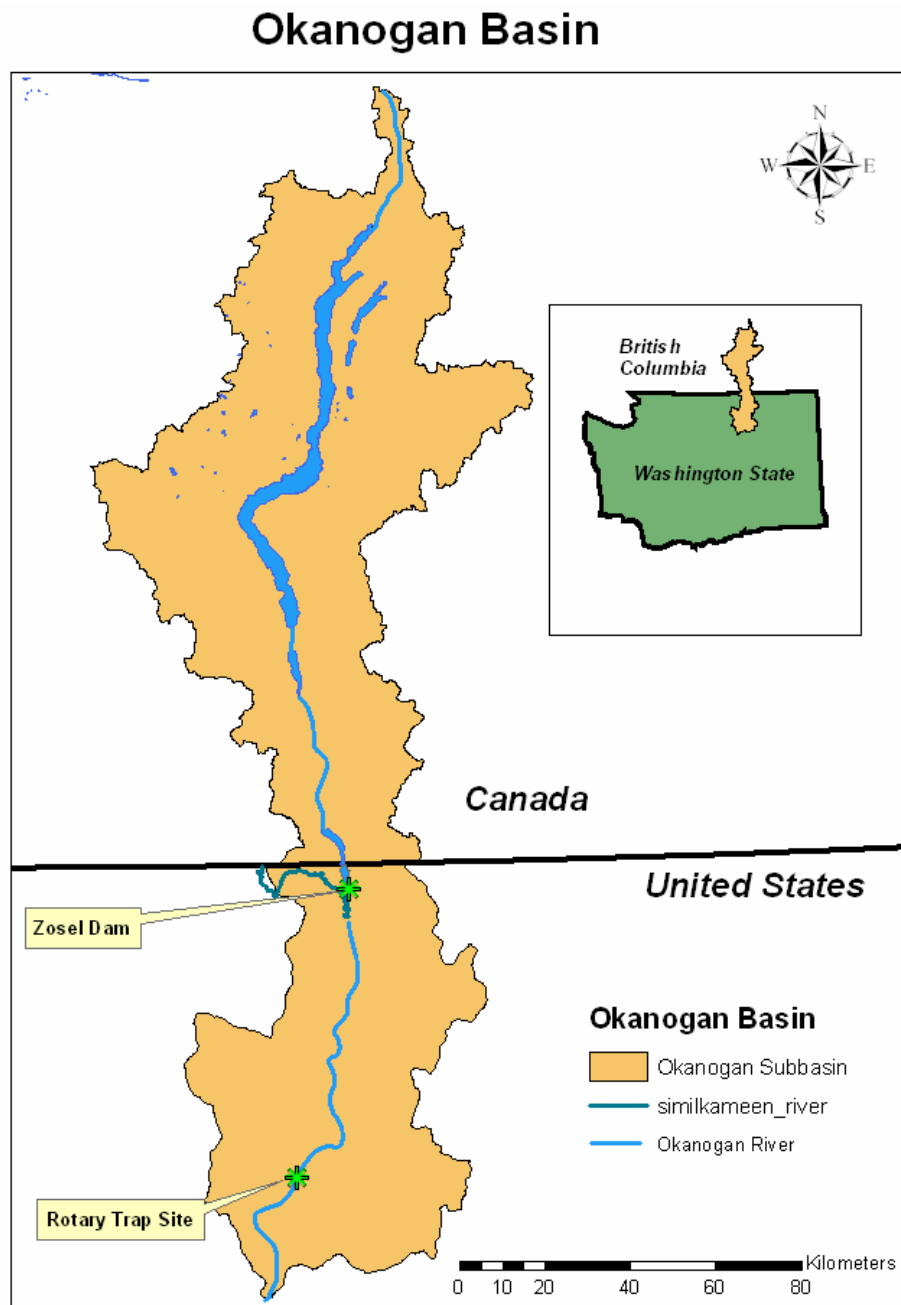 Okanogan Basin
N
W
E
S
British
Columbia
Washington State
Canada
United States
Zosel Dam
Okanogan Basin
Okanogan Subbasin
similkameen_river
Okanogan River
Rotary Trap Site
Kilometers
0 10 20 40 60 80